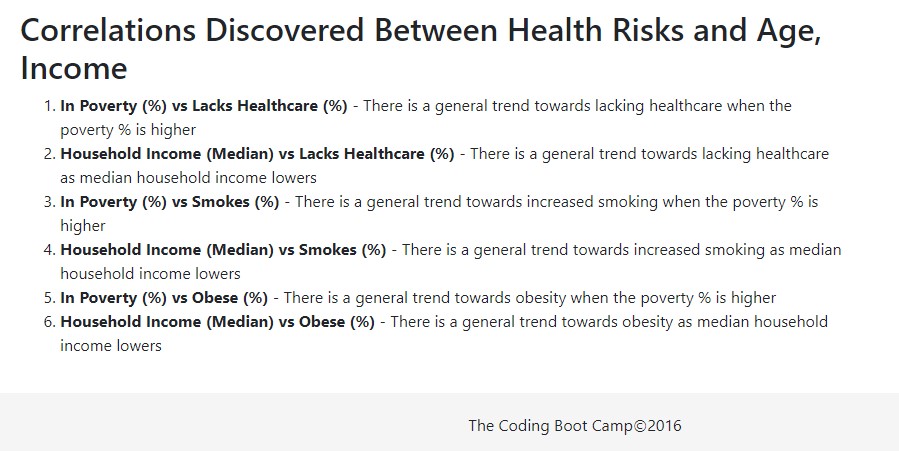 Correlations Discovered Between Health Risks and Age,
Income
1. In Poverty (%) vs Lacks Healthcare (%) - There is a general trend towards lacking healthcare when the
poverty % is higher
2. Household Income (Median) vs Lacks Healthcare (%) - There is a general trend towards lacking healthcare
as median household income lowers
3. In Poverty (%) vs Smokes (%) - There is a general trend towards increased smoking when the poverty % is
higher
4. Household Income (Median) vs Smokes (%) - There is a general trend towards increased smoking as median
household income lowers
5. In Poverty (%) vs Obese (%) - There is a general trend towards obesity when the poverty % is higher
6. Household Income (Median) vs Obese (%) - There is a general trend towards obesity as median household
income lowers
The Coding Boot Camp©2016